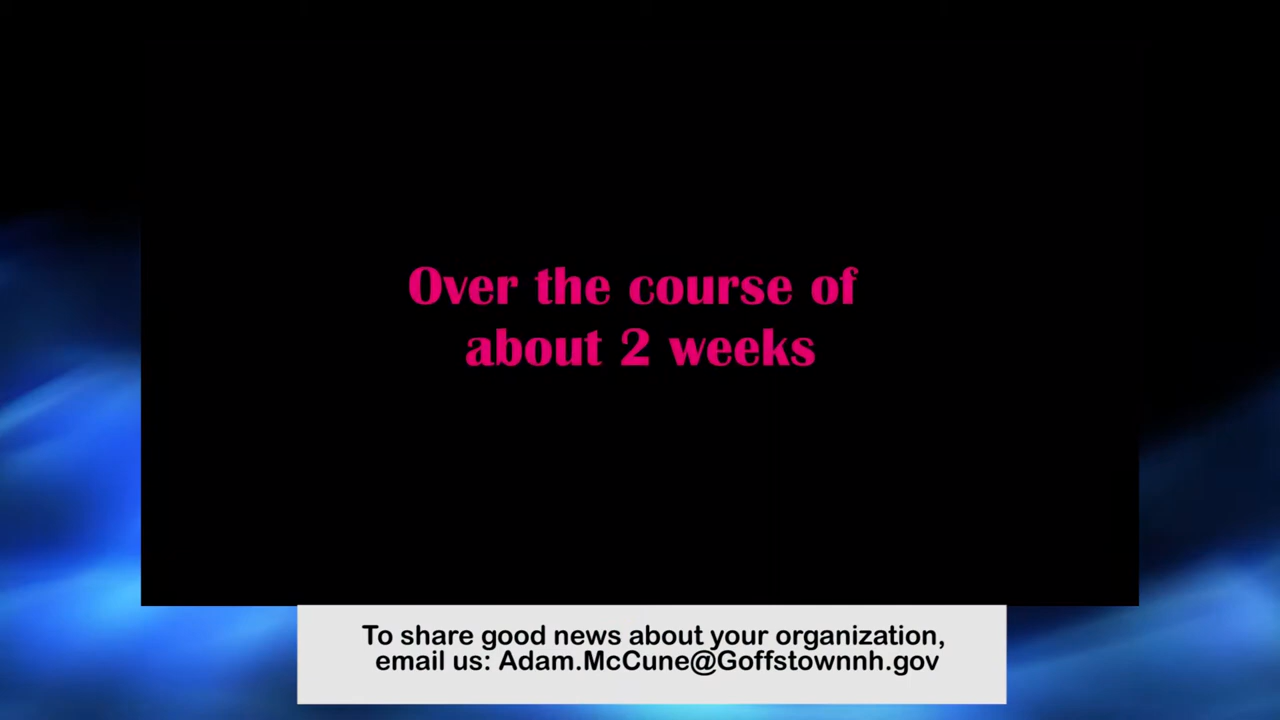 Over the course of
about 2 weeks
To share good news about your organization,
email us: Adam.McCune@Goffstownnh.gov